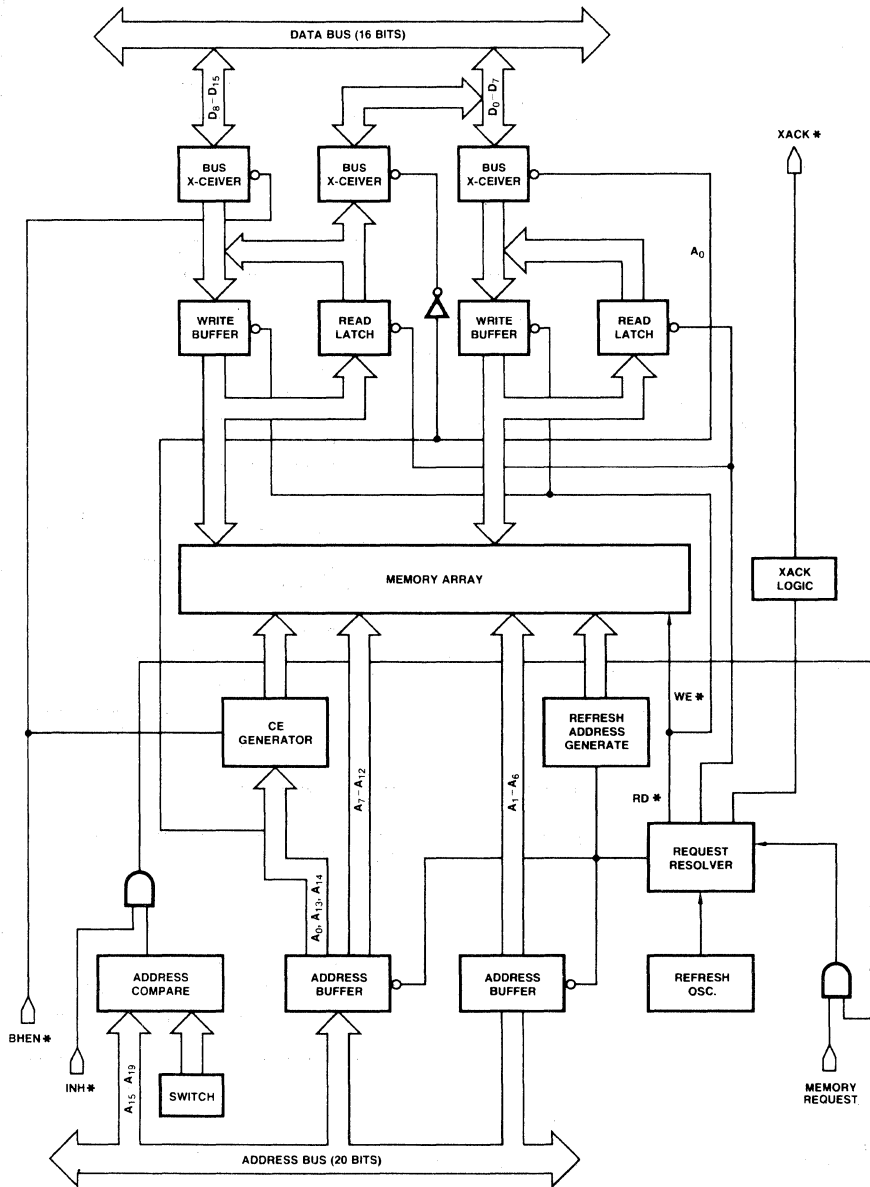 DATA BUS (16 BITS)
D8–D15
D0–D7
XACK*
BUS
X-CEIVER
BUS
X-CEIVER
BUS
X-CEIVER
A0
WRITE
BUFFER
READ
LATCH
WRITE
BUFFER
READ
LATCH
MEMORY ARRAY
XACK
LOGIC
CE
GENERATOR
A7–A12
A1–A6
REFRESH
ADDRESS
GENERATE
WE*
RD*
REQUEST
RESOLVER
A0, A13, A14
ADDRESS
COMPARE
ADDRESS
BUFFER
ADDRESS
BUFFER
REFRESH
OSC.
BHEN*
INH*
A15 A19
SWITCH
MEMORY
REQUEST
ADDRESS BUS (20 BITS)